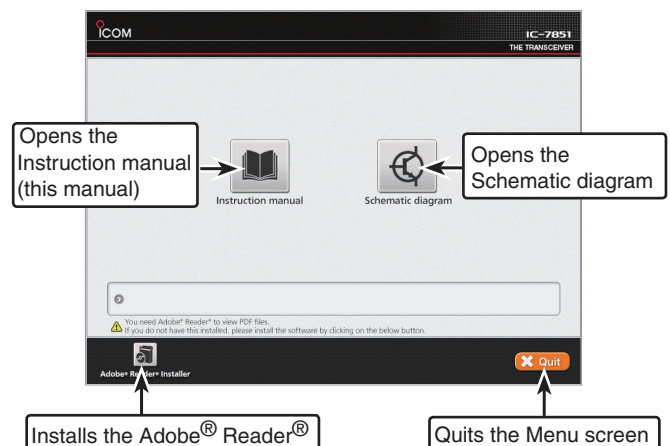 ICOM
IC-7851
THE TRANSCEIVER
Opens the
Instruction manual
(this manual)
Opens the
Schematic diagram
Instruction manual
Schematic diagram
You need Adobe® Reader® to view PDF files.
If you do not have this installed. please install the software by clicking on the below button.
Adobe® Reader® Installer
Quit
Installs the Adobe® Reader®
Quits the Menu screen